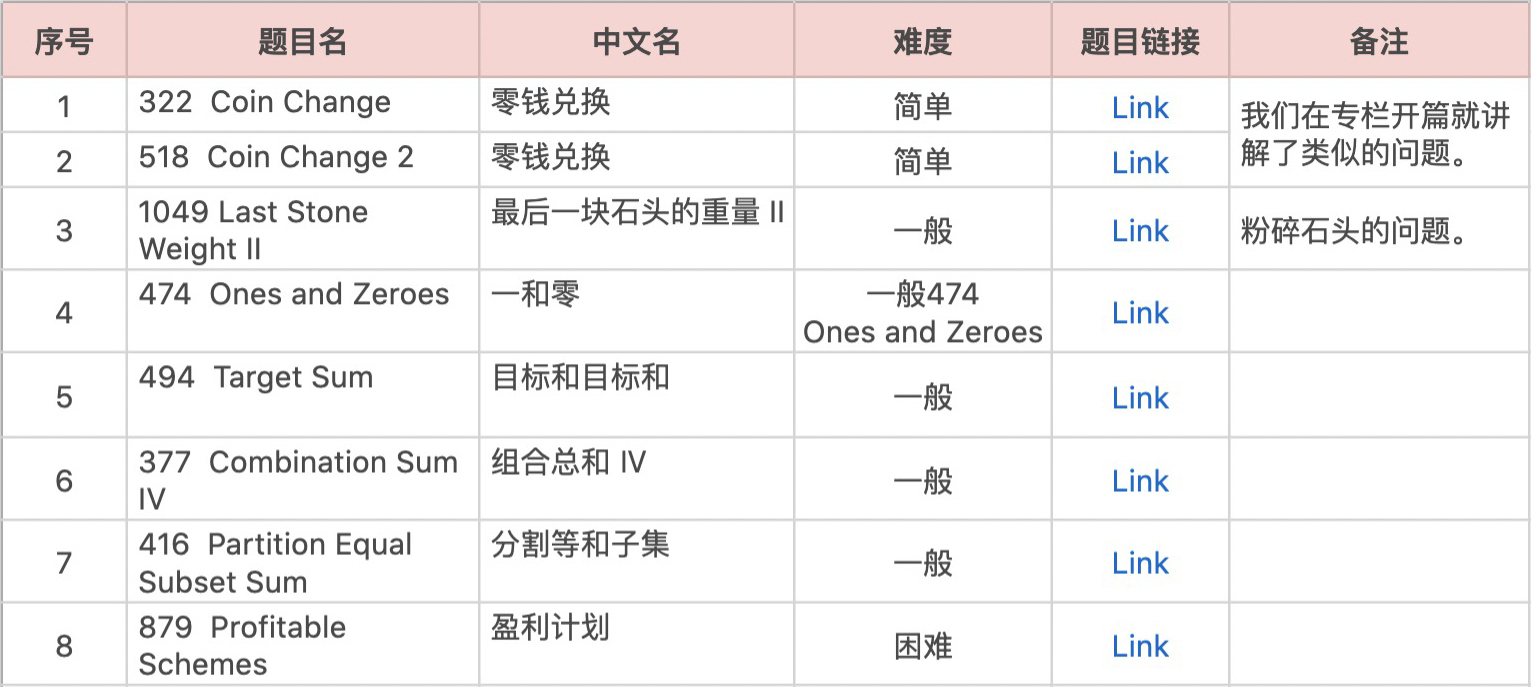 序号 题目名 中文名 难度 题目链接 备注
1 322 Coin Change 零钱兑换 简单 Link 我们在专栏开篇就讲
2 518 Coin Change 2 零钱兑换 简单 Link 解了类似的问题。
3 1049 Last Stone 最后一块石头的重量 II 一般 Link 粉碎石头的问题。
Weight II
4 474 Ones and Zeroes 一和零 一般474 Link
Ones and Zeroes
5 494 Target Sum 目标和目标和 一般 Link
6 377 Combination Sum 组合总和 IV 一般 Link
IV
7 416 Partition Equal 分割等和子集 一般 Link
Subset Sum
8 879 Profitable 盈利计划 困难 Link
Schemes